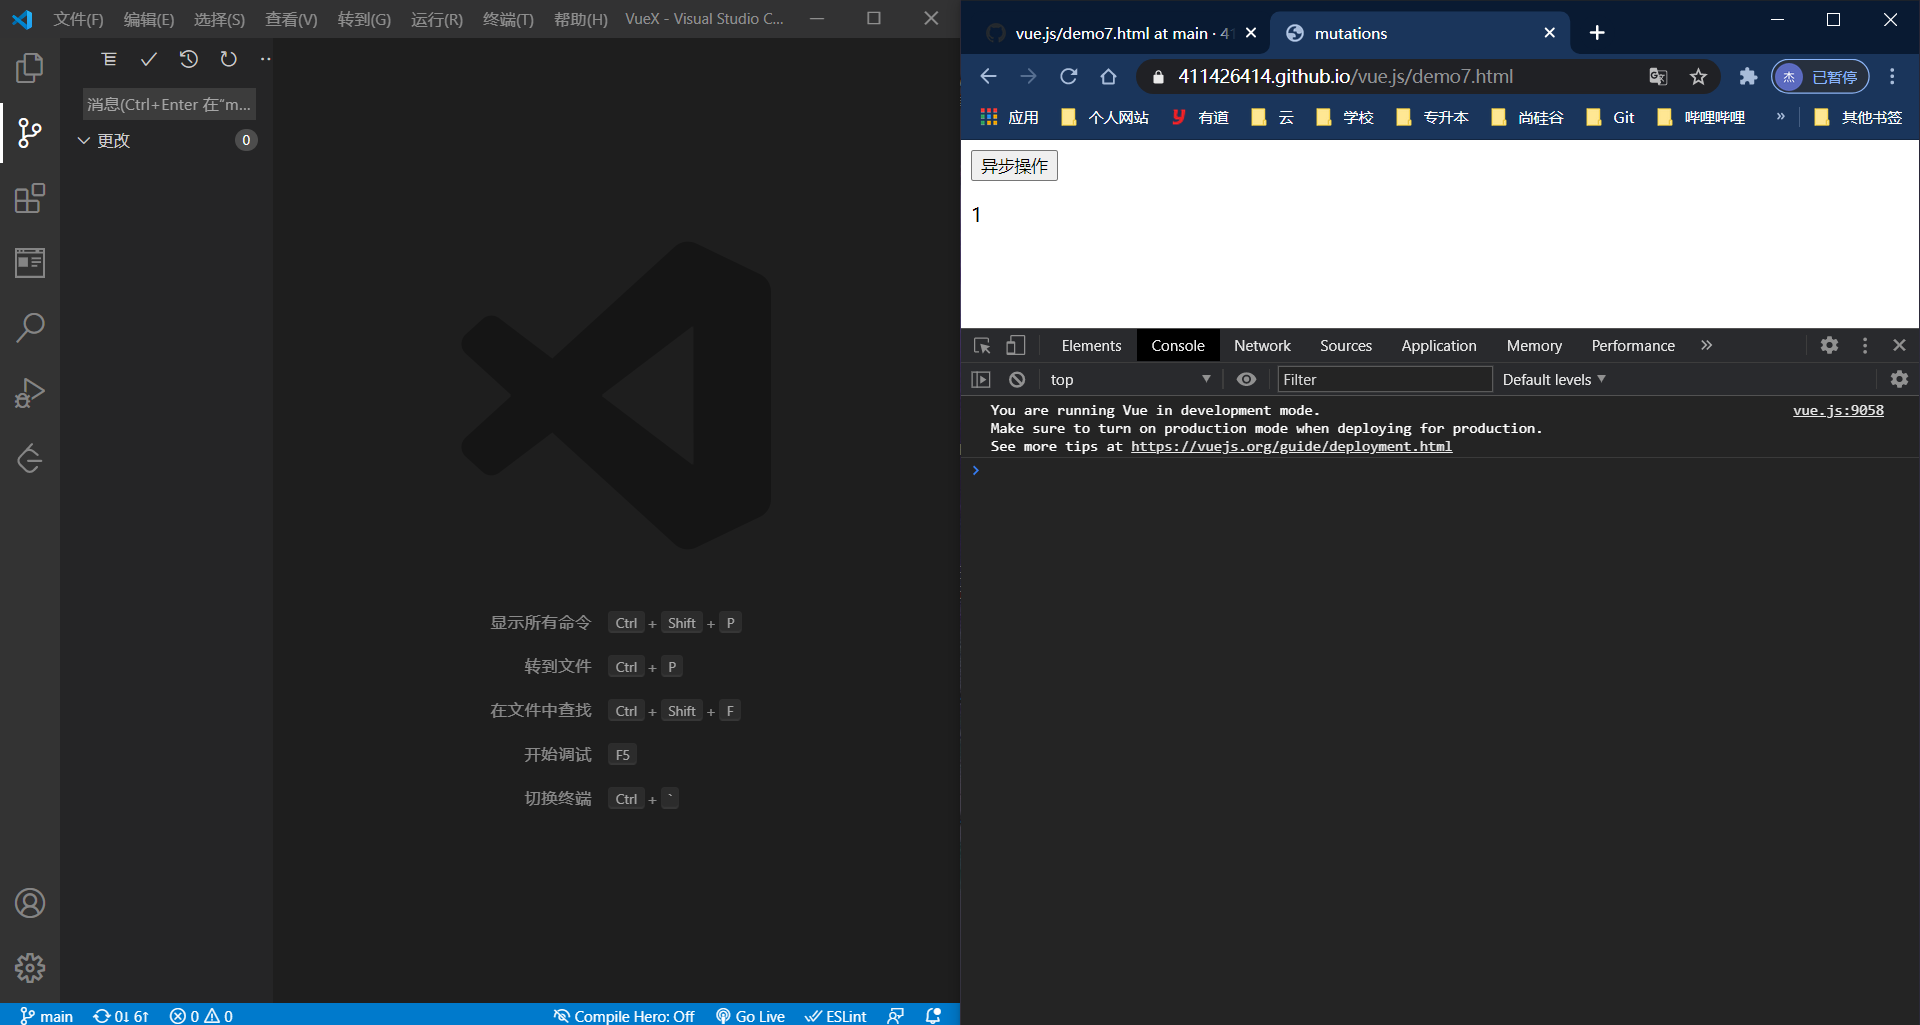 文件(F) 编辑(E) 选择(S) 查看(V) 转到(G) 运行(R) 终端(T) 帮助(H) VueX - Visual Studio C...
消息(Ctrl+Enter 在"m...
更改 0
显示所有命令 Ctrl + Shift + P
转到文件 Ctrl + P
在文件中查找 Ctrl + Shift + F
开始调试 F5
切换终端 Ctrl + `
main 0↓ 6↑ 0 0 Compile Hero: Off Go Live ESLint
vue.js/demo7.html at main · 41 mutations
411426414.github.io/vue.js/demo7.html 杰 已暂停
应用 个人网站 y 有道 云 学校 专升本 尚硅谷 Git 哔哩哔哩 » 其他书签
异步操作
1
Elements Console Network Sources Application Memory Performance »
top Filter Default levels
You are running Vue in development mode. vue.js:9058
Make sure to turn on production mode when deploying for production.
See more tips at https://vuejs.org/guide/deployment.html